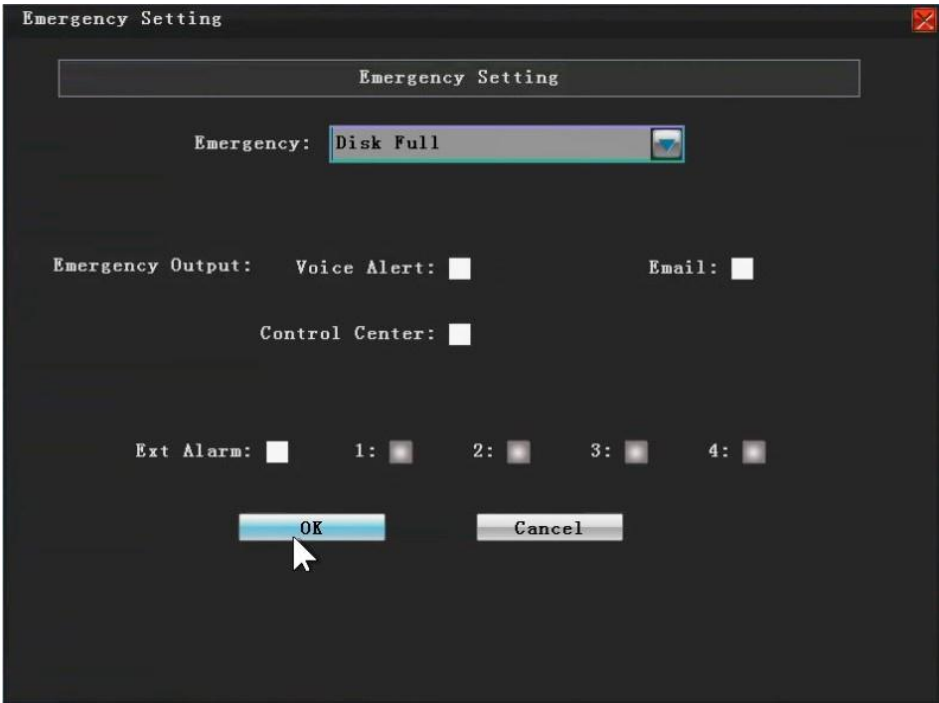 Emergency Setting
Emergency Setting
Emergency: Disk Full
Emergency Output: Voice Alert: Email:
Control Center:
Ext Alarm: 1: 2: 3: 4:
OK Cancel